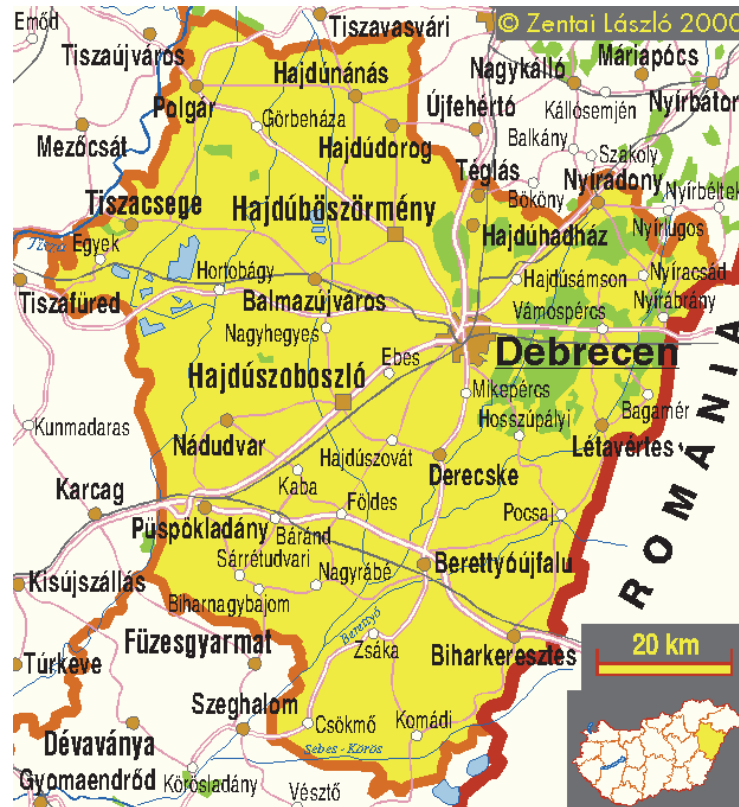 © Zentai László 2000
Emőd
Tiszavasvári
Tiszaújváros
Máriapócs
Nagykálló
Hajdúnánás
Polgár
Kállósemjén
Nyírbátor
Görbeháza
Újfehértó
Balkány
Mezőcsát
Hajdúdorog
Szakoly
Téglás
Nyíradony
Bököny
Nyírbéltek
Tiszacsege
Hajdúböszörmény
Nyírlugos
Hajdúhadház
Tisza
Egyek
Hortobágy
Hajdúsámson
Nyíracsád
Tiszafüred
Balmazújváros
Nyírábrány
Vámospércs
Nagyhegyes
Debrecen
Ebes
Hajdúszoboszló
Mikepércs
Bagamér
Hosszúpályi
Kunmadaras
Nádudvar
Létavértes
Hajdúszovát
Derecske
ROMÁNIA
Kaba
Karcag
Földes
Pocsaj
Püspökladány
Báránd
Sárrétudvari
Berettyóújfalu
Kisújszállás
Nagyrábé
Biharnagybajom
Berettyó
Füzesgyarmat
Zsáka
Biharkeresztes
20 km
Túrkeve
Szeghalom
Csökmő
Komádi
Dévaványa
Sebes - Körös
Gyomaendrőd
Körösladány
Vésztő